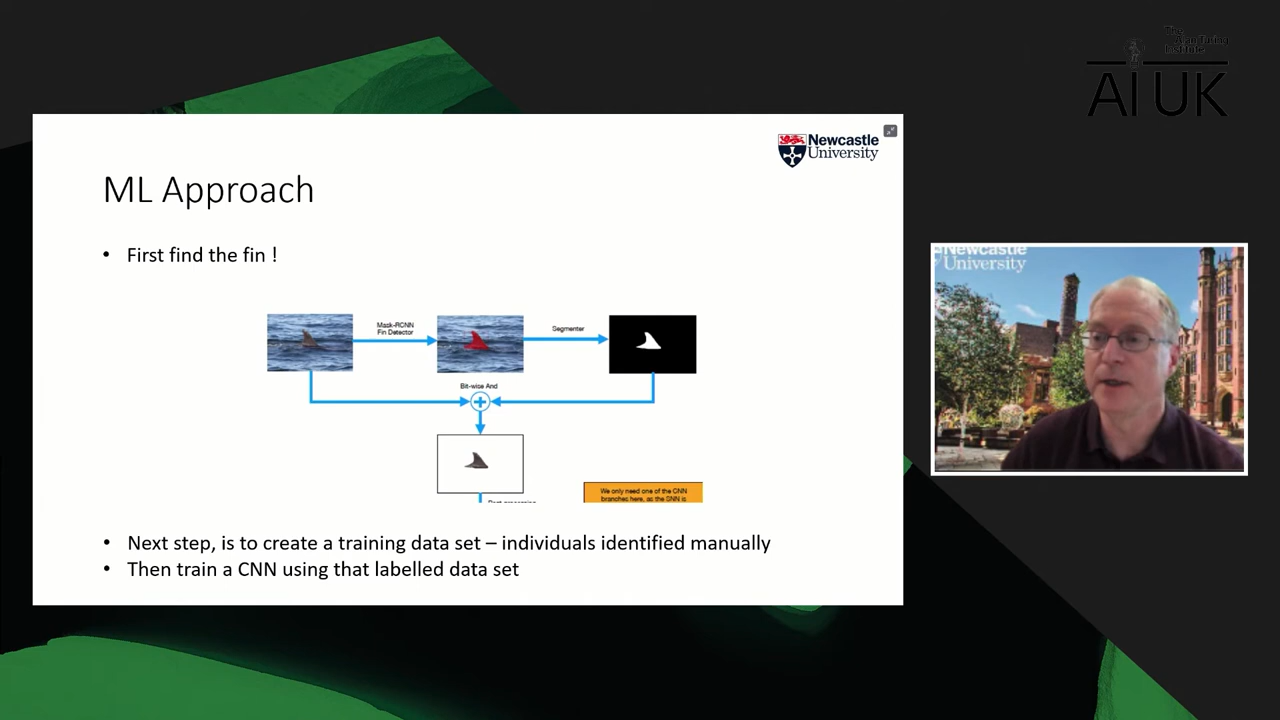 The
Alan Turing
Institute
AI UK
Newcastle
University
ML Approach
• First find the fin !
Mask-RCNN
Fin Detector
Segmenter
Bit-wise And
We only need one of the CNN
branches here, as the SNN is
• Next step, is to create a training data set – individuals identified manually
• Then train a CNN using that labelled data set
Newcastle
University